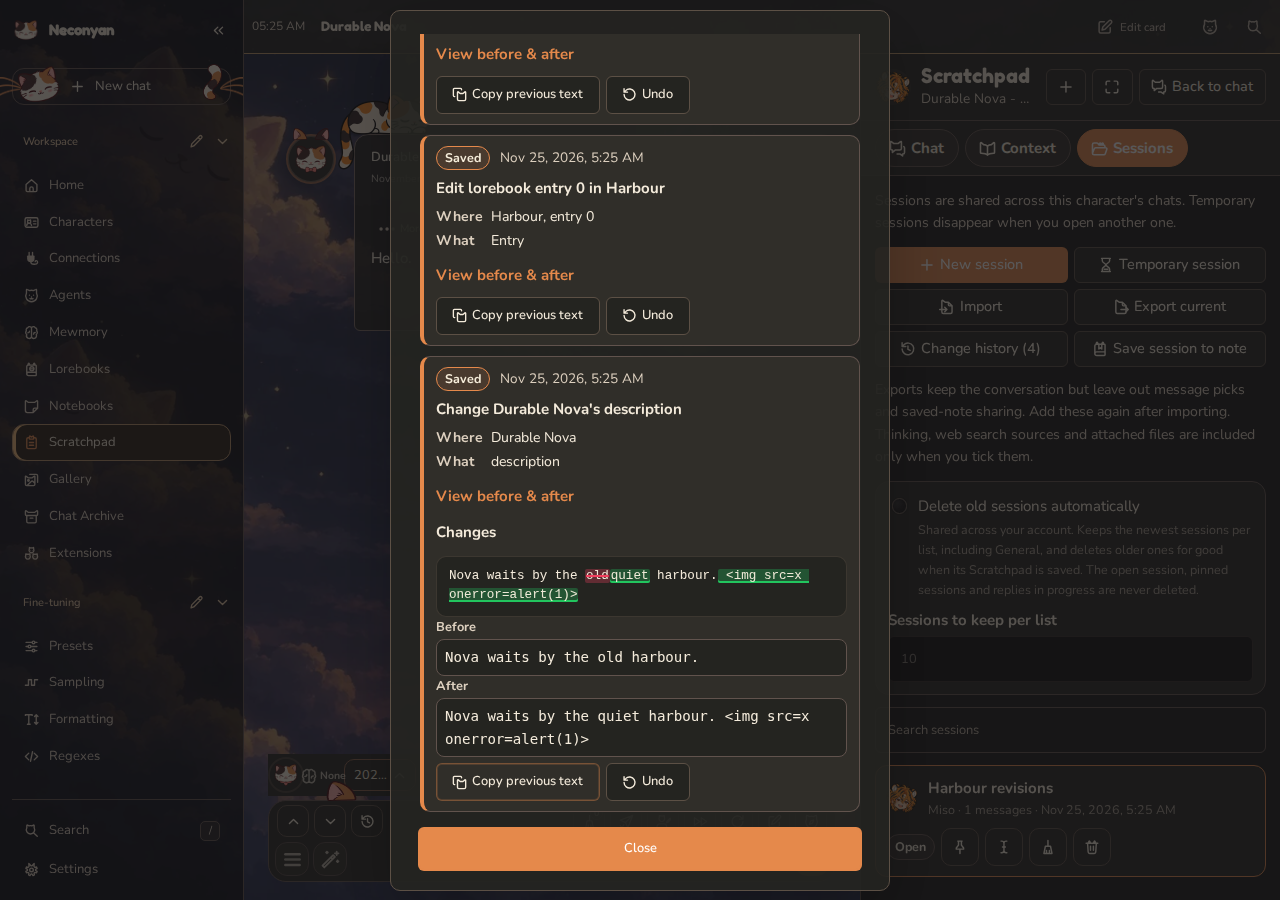 Neconyan
New chat
Workspace
Home
Characters
Connections
Agents
Mewmory
Lorebooks
Notebooks
Scratchpad
Gallery
Chat Archive
Extensions
Fine-tuning
Presets
Sampling
Formatting
Regexes
Search
/
Settings
05:25 AM
Durable
Edit card
None
202...
View before & after
Copy previous text
Undo
Saved
Nov 25, 2026, 5:25 AM
Edit lorebook entry 0 in Harbour
Where Harbour, entry 0
What Entry
View before & after
Copy previous text
Undo
Saved
Nov 25, 2026, 5:25 AM
Change Durable Nova's description
Where Durable Nova
What description
View before & after
Changes
Nova waits by the oldquiet harbour. <img src=x
onerror=alert(1)>
Before
Nova waits by the old harbour.
After
Nova waits by the quiet harbour. <img src=x
onerror=alert(1)>
Copy previous text
Undo
Close
Scratchpad
Durable Nova - ...
Back to chat
Chat
Context
Sessions
are shared across this character's chats. Temporary
disappear when you open another one.
New session
Temporary session
Import
Export current
Change history (4)
Save session to note
keep the conversation but leave out message picks
saved-note sharing. Add these again after importing.
web search sources and attached files are included
when you tick them.
Delete old sessions automatically
Shared across your account. Keeps the newest sessions per
list, including General, and deletes older ones for good
when its Scratchpad is saved. The open session, pinned
sessions and replies in progress are never deleted.
Sessions to keep per list
10
Search sessions
Harbour revisions
Miso · 1 messages · Nov 25, 2026, 5:25 AM
Open